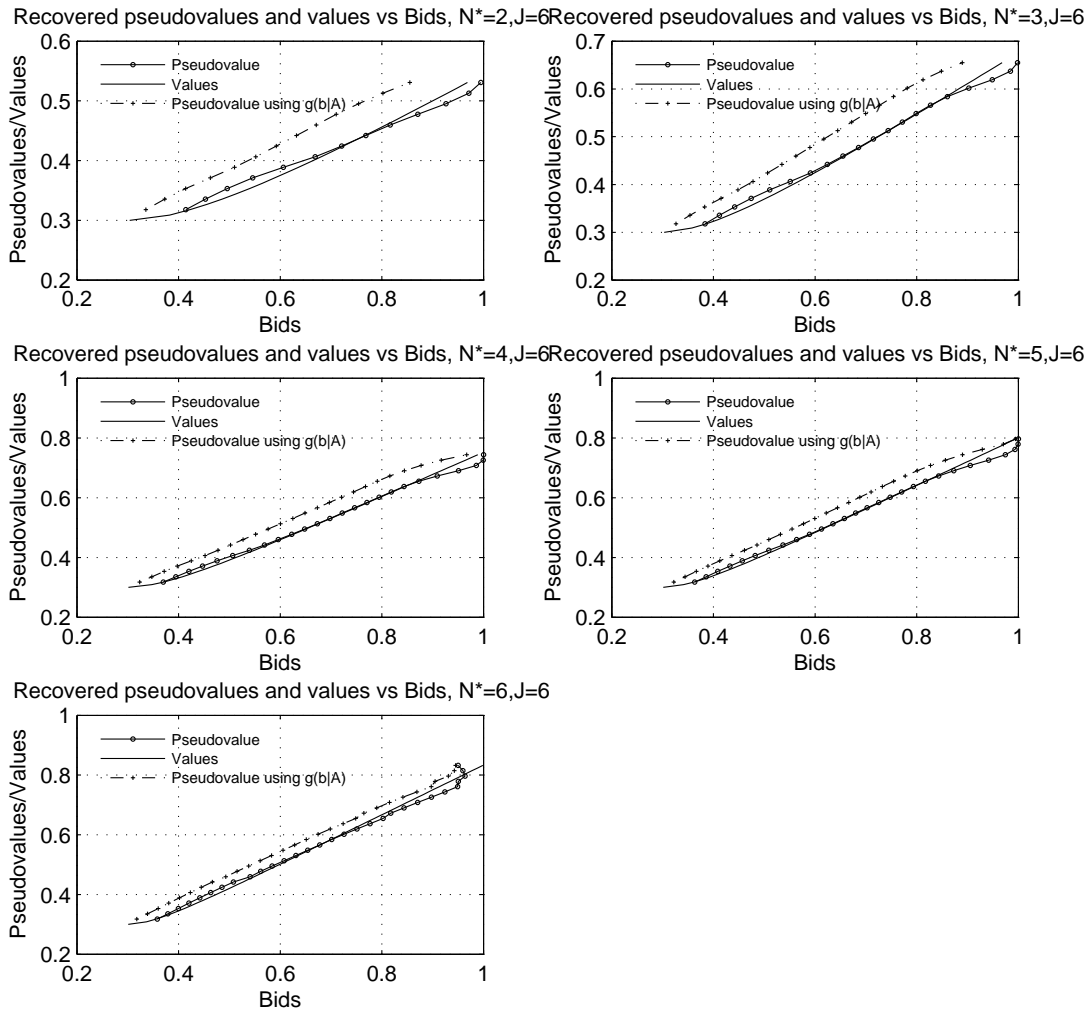 Recovered pseudovalues and values vs Bids, N*=2,J=6
Pseudovalues/Values
0.6
0.5
0.4
0.3
0.2
Pseudovalue
Values
Pseudovalue using g(b|A)
0.2 0.4 0.6 0.8 1
Bids
Recovered pseudovalues and values vs Bids, N*=3,J=6
Pseudovalues/Values
0.7
0.6
0.5
0.4
0.3
0.2
Pseudovalue
Values
Pseudovalue using g(b|A)
0.2 0.4 0.6 0.8 1
Bids
Recovered pseudovalues and values vs Bids, N*=4,J=6
Pseudovalues/Values
1
0.8
0.6
0.4
0.2
Pseudovalue
Values
Pseudovalue using g(b|A)
0.2 0.4 0.6 0.8 1
Bids
Recovered pseudovalues and values vs Bids, N*=5,J=6
Pseudovalues/Values
1
0.8
0.6
0.4
0.2
Pseudovalue
Values
Pseudovalue using g(b|A)
0.2 0.4 0.6 0.8 1
Bids
Recovered pseudovalues and values vs Bids, N*=6,J=6
Pseudovalues/Values
1
0.8
0.6
0.4
0.2
Pseudovalue
Values
Pseudovalue using g(b|A)
0.2 0.4 0.6 0.8 1
Bids